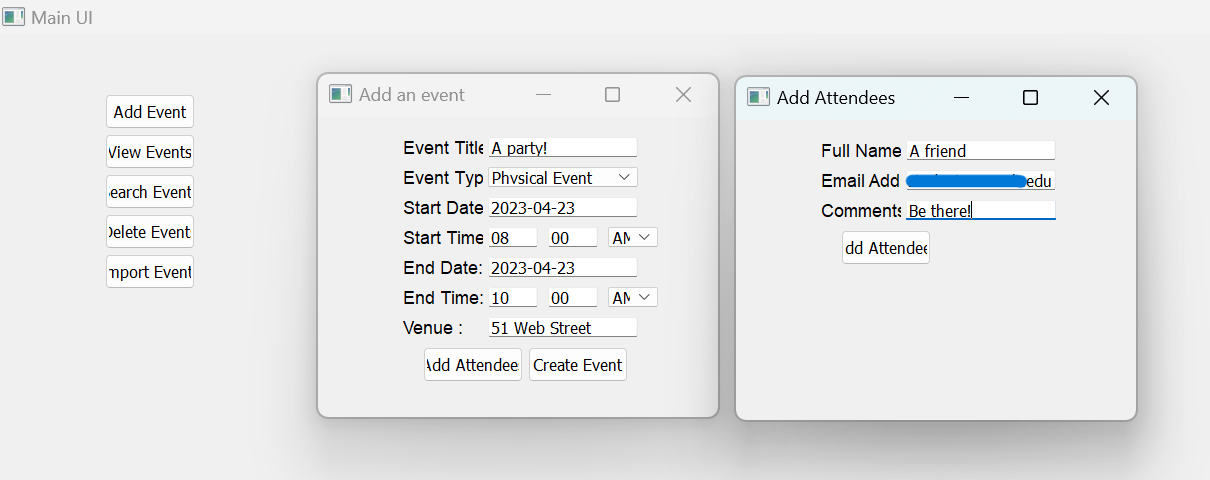 Main UI
Add Event
View Events
Search Event
Delete Event
Import Event
Add an event
Event Title A party!
Event Typ Physical Event
Start Date 2023-04-23
Start Time 08 00 AM
End Date: 2023-04-23
End Time: 10 00 AM
Venue : 51 Web Street
Add Attendee Create Event
Add Attendees
Full Name A friend
Email Add edu
Comments Be there!
dd Attendee